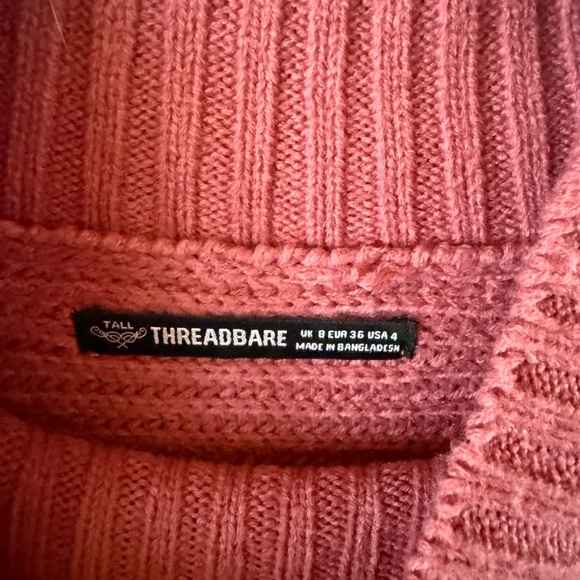 TALL
THREADBARE
UK 8 EUR 36 USA 4
MADE IN BANGLADESH